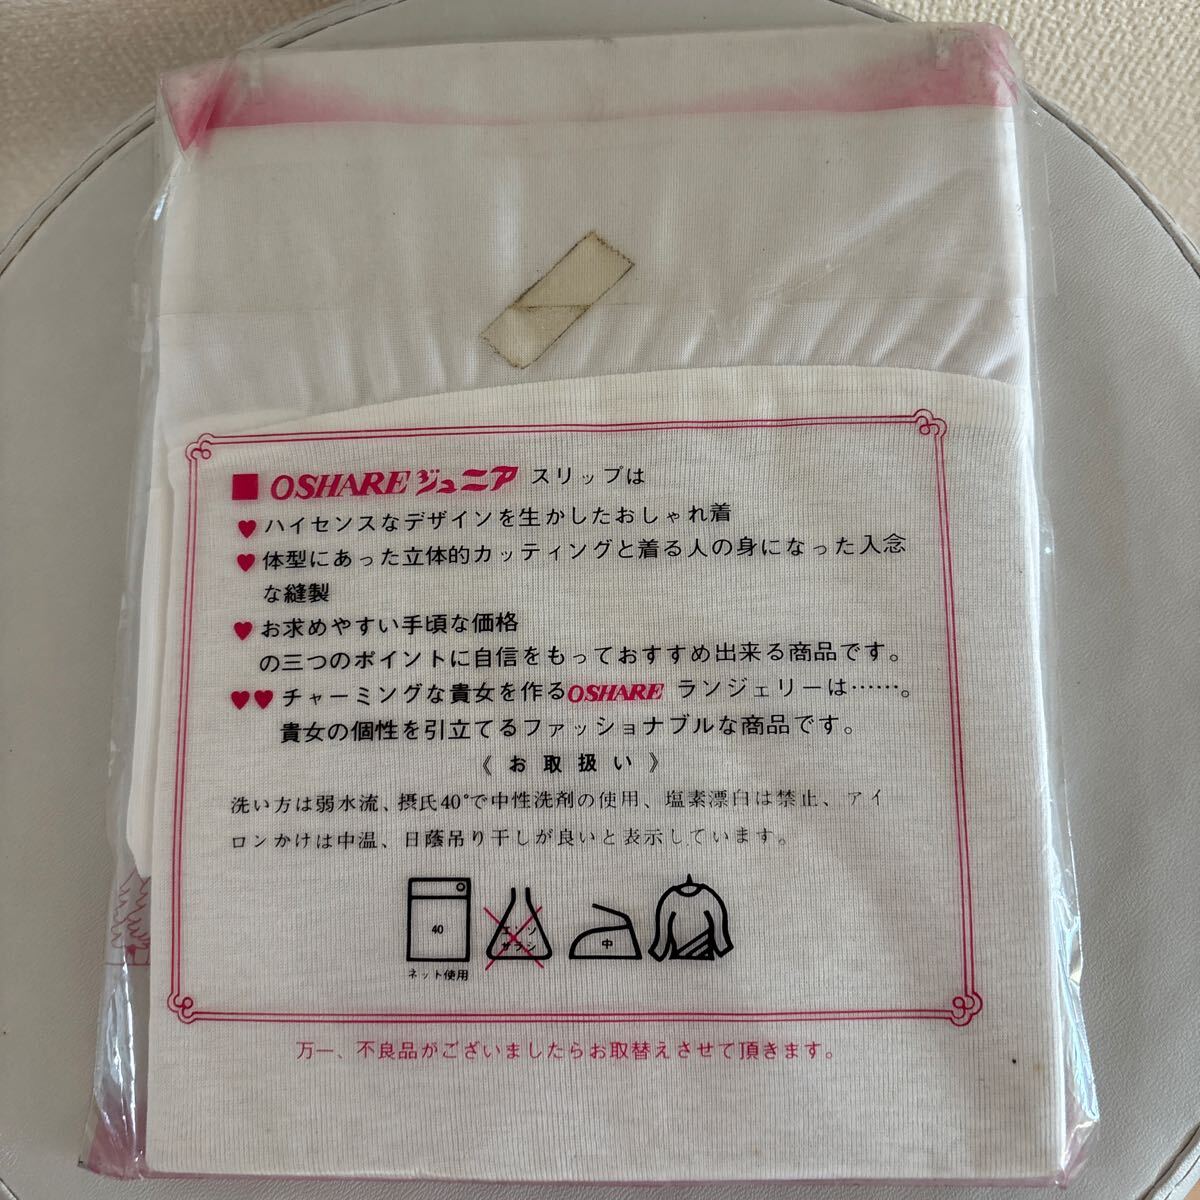 ■ OSHARE ジュニア スリップは
♥ ハイセンスなデザインを生かしたおしゃれ着
♥ 体型にあった立体的カッティングと着る人の身になった入念
な縫製
♥ お求めやすい手頃な価格
の三つのポイントに自信をもっておすすめ出来る商品です。
♥♥ チャーミングな貴女を作るOSHARE ランジェリーは……。
貴女の個性を引立てるファッショナブルな商品です。
《お取扱い》
洗い方は弱水流、摂氏40°で中性洗剤の使用、塩素漂白は禁止、アイ
ロンかけは中温、日蔭吊り干しが良いと表示しています。
40
エンソ
サラシ
中
ネット使用
万一、不良品がございましたらお取替えさせて頂きます。